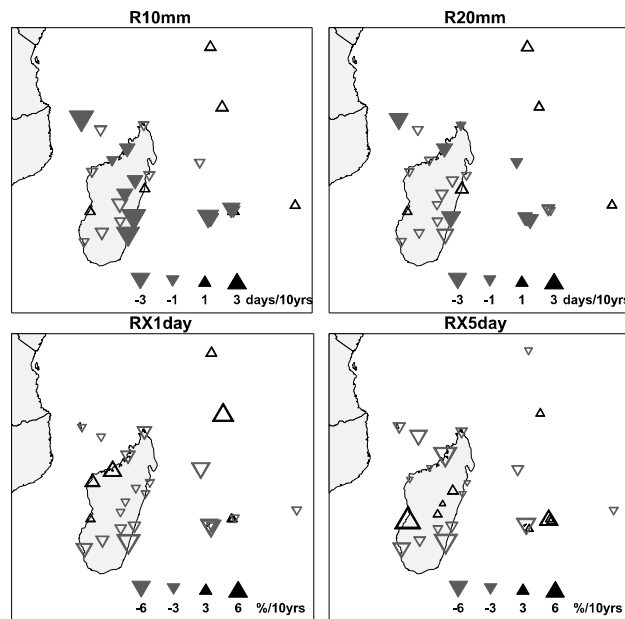 R10mm
R20mm
-3 -1 1 3 days/10yrs
-3 -1 1 3 days/10yrs
RX1day
RX5day
-6 -3 3 6 %/10yrs
-6 -3 3 6 %/10yrs